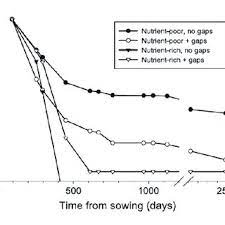 Nutrient-poor, no gaps
Nutrient-poor + gaps
Nutrient-rich, no gaps
Nutrient-rich + gaps
500
1000
25
Time from sowing (days)